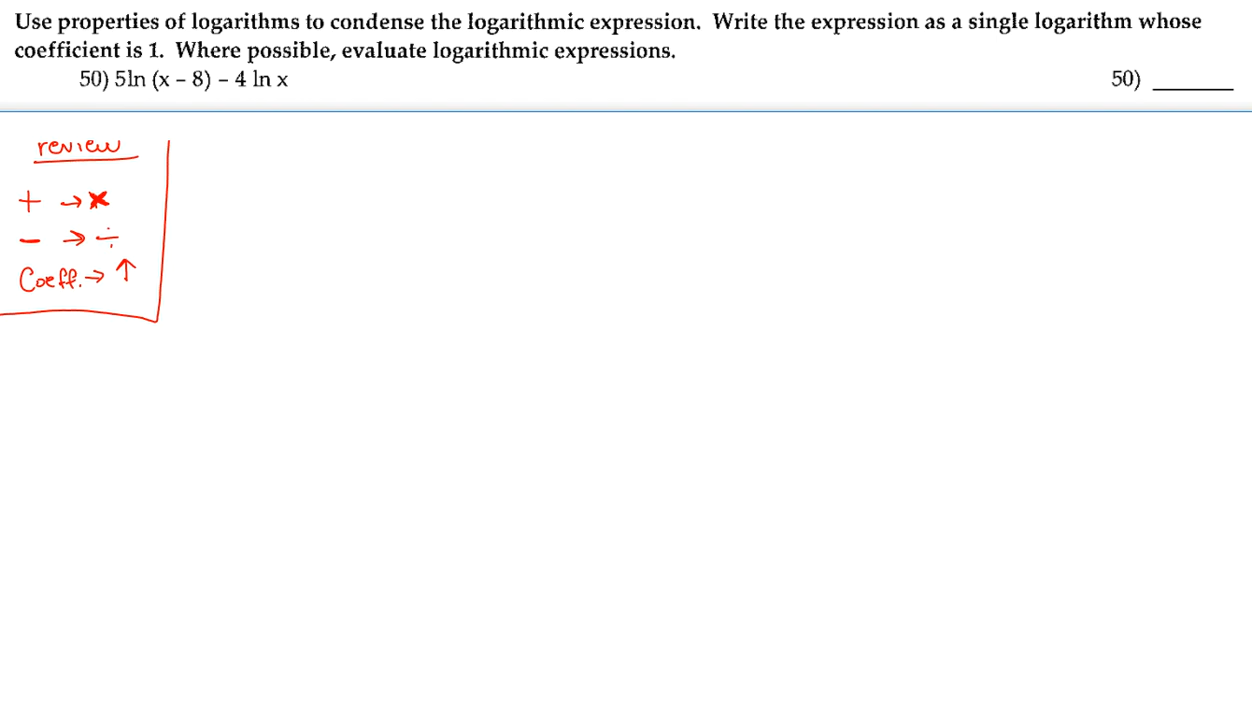 Use properties of logarithms to condense the logarithmic expression. Write the expression as a single logarithm whose
coefficient is 1. Where possible, evaluate logarithmic expressions.
50) 5ln (x – 8) – 4 ln x 50) ________
review
+ → ×
– → ÷
Coeff. → ↑